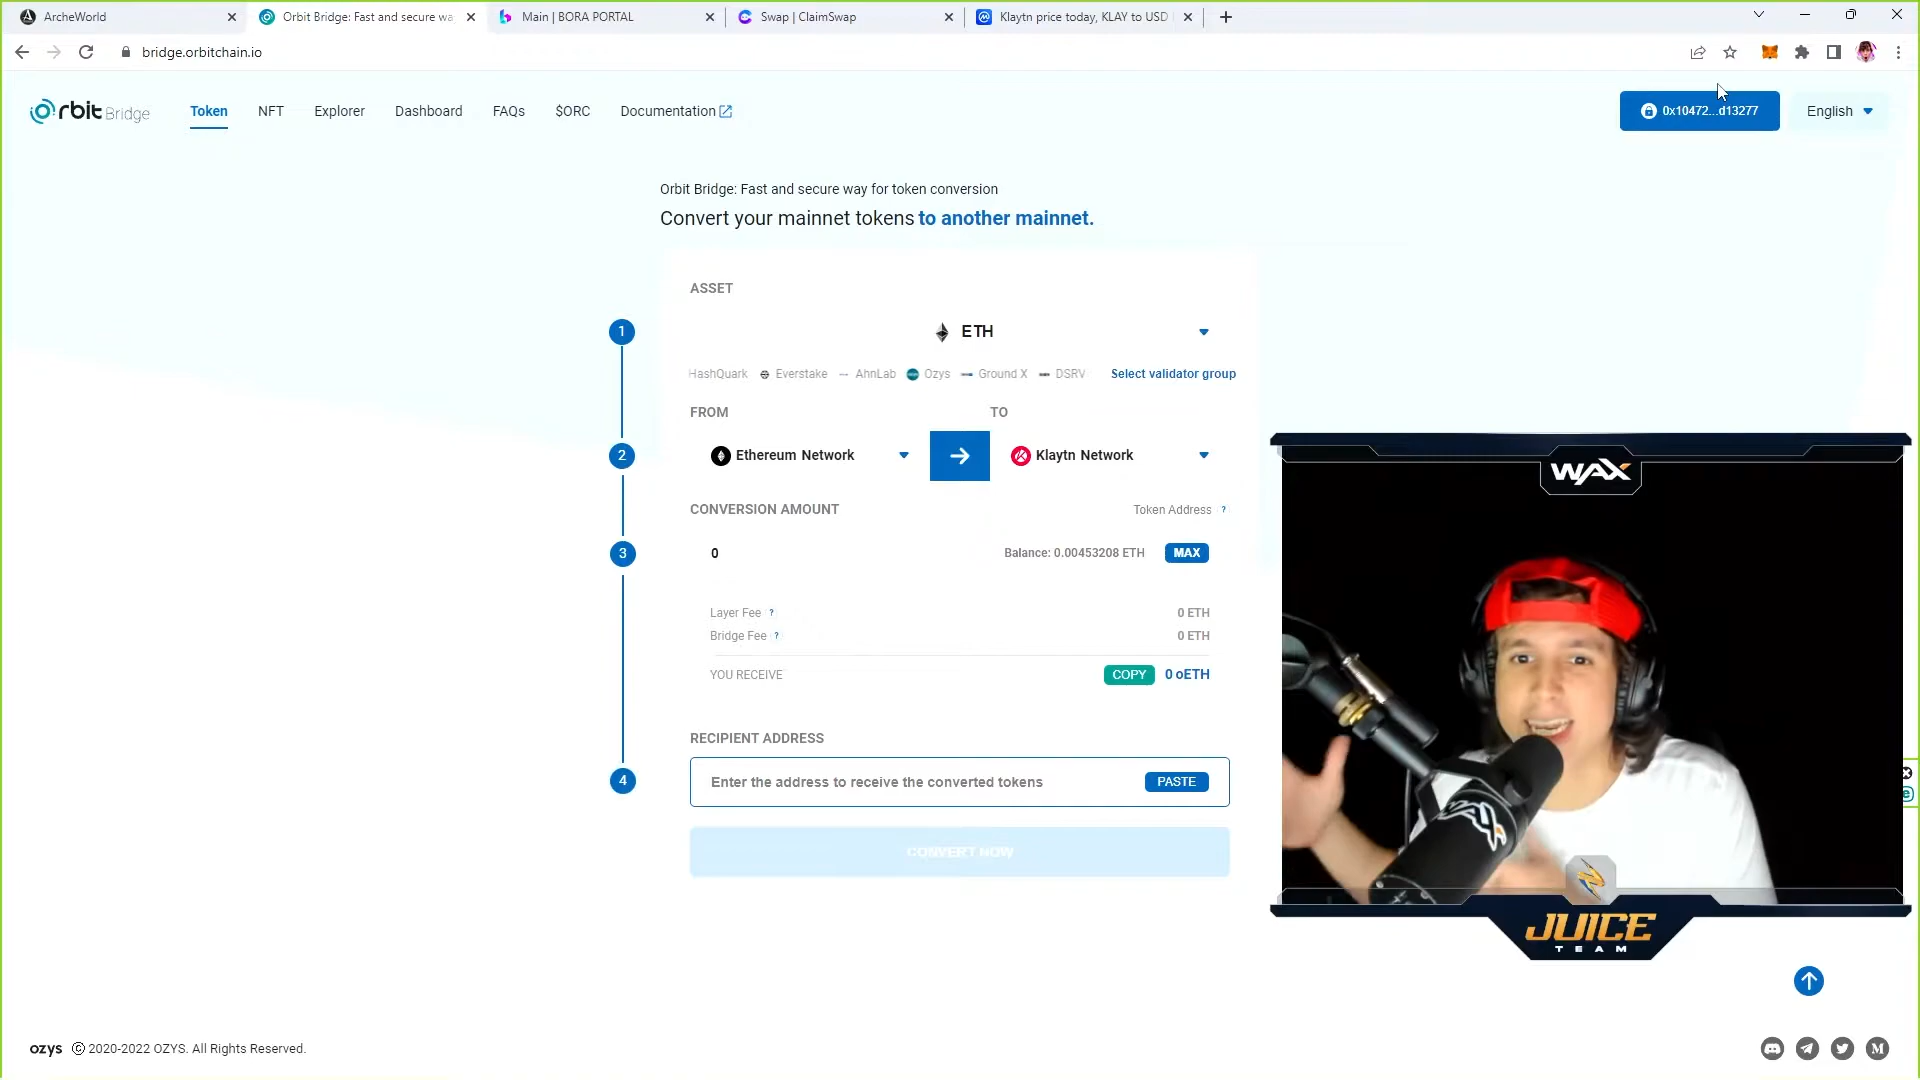 ArcheWorld
Orbit Bridge: Fast and secure wa
Main | BORA PORTAL
Swap | ClaimSwap
Klaytn price today, KLAY to USD
bridge.orbitchain.io
orbit Bridge
Token
NFT
Explorer
Dashboard
FAQs
$ORC
Documentation
0x10472...d13277
English
Orbit Bridge: Fast and secure way for token conversion
Convert your mainnet tokens to another mainnet.
ASSET
1
ETH
HashQuark
Everstake
AhnLab
Ozys
Ground X
DSRV
Select validator group
FROM
TO
2
Ethereum Network
Klaytn Network
CONVERSION AMOUNT
Token Address ?
3
0
Balance: 0.00453208 ETH
MAX
Layer Fee ?
0 ETH
Bridge Fee ?
0 ETH
YOU RECEIVE
COPY
0 oETH
RECIPIENT ADDRESS
4
Enter the address to receive the converted tokens
PASTE
CONVERT NOW
WAX
WAX
JUICE
TEAM
ozys © 2020-2022 OZYS. All Rights Reserved.